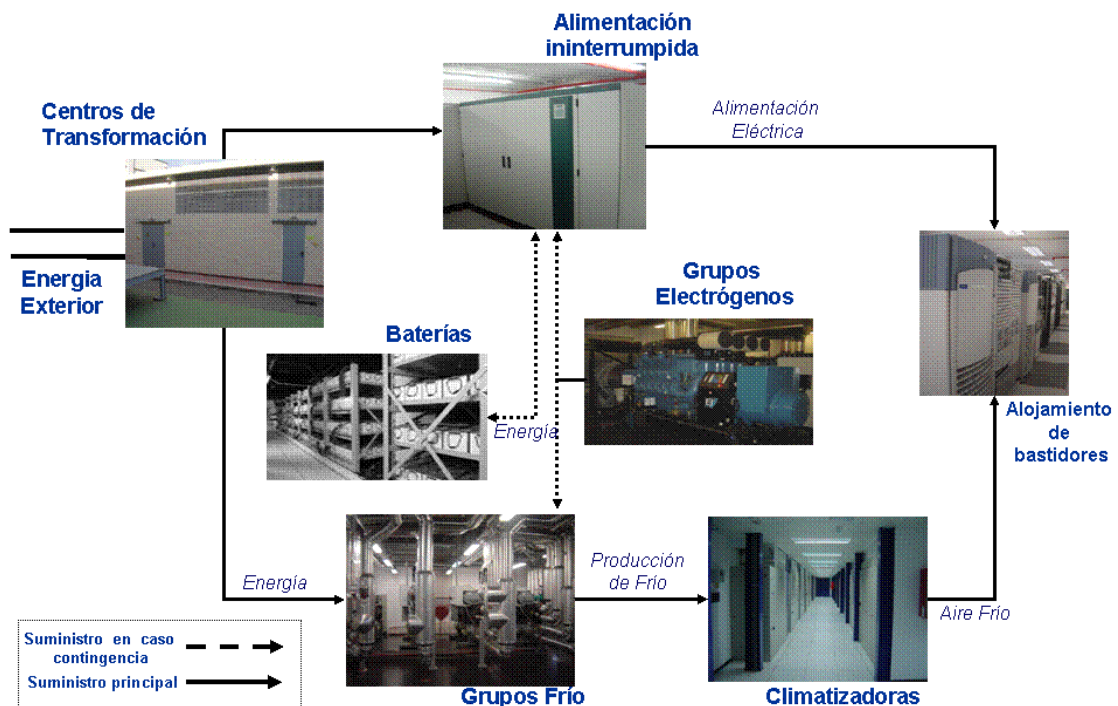 Alimentación
ininterrumpida
Centros de
Transformación
Alimentación
Eléctrica
Energia
Exterior
Grupos
Electrógenos
Baterías
Energía
Alojamiento
de
bastidores
Energía
Producción
de Frío
Aire Frío
Suministro en caso
contingencia
Suministro principal
Grupos Frío
Climatizadoras